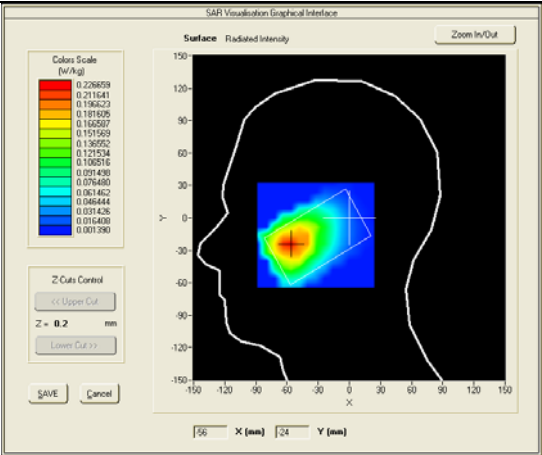 SAR Visualisation Graphical Interface
Surface Radiated Intensity
Zoom In/Out
Colors Scale
(W/kg)
0.226659
0.211641
0.196623
0.181605
0.166587
0.151569
0.136552
0.121534
0.106516
0.091498
0.076480
0.061462
0.046444
0.031426
0.016408
0.001390
Z-Cuts Control
<< Upper Cut
Z = 0.2 mm
Lower Cut >>
SAVE Cancel
150
120
90
60
30
0
-30
-60
-90
-120
-150
Y
-150 -120 -90 -60 -30 0 30 60 90 120 150
X
-56 X (mm) -24 Y (mm)